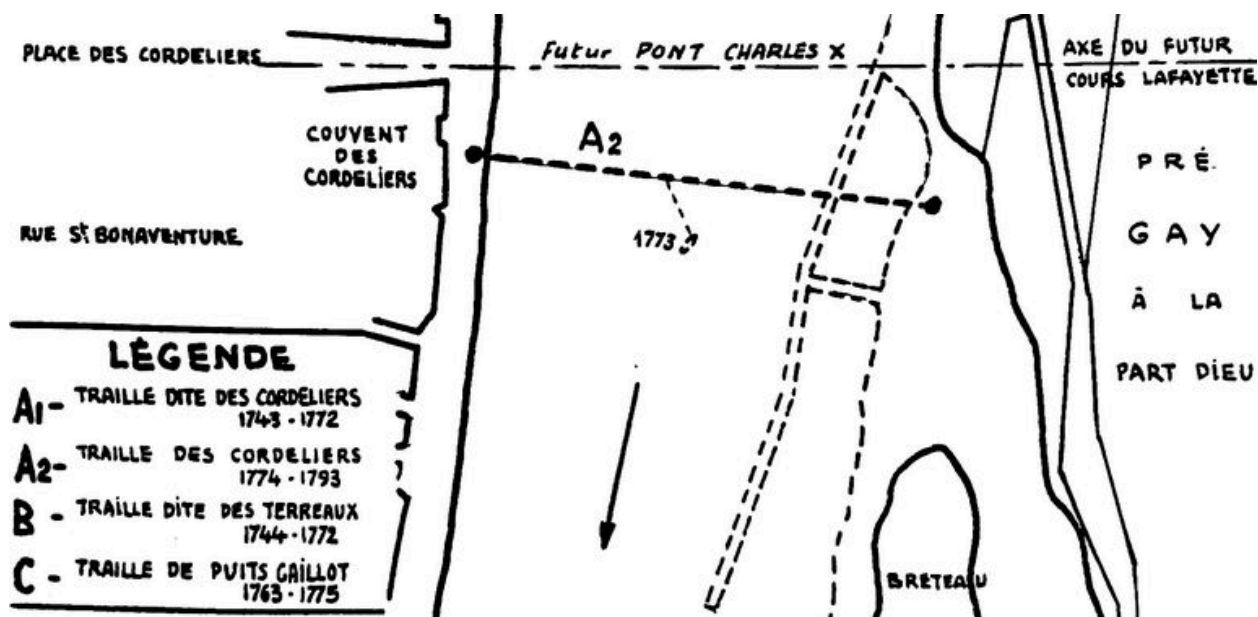 PLACE DES CORDELIERS
Futur PONT CHARLES X
AXE DU FUTUR
COURS LAFAYETTE
COUVENT
DES
CORDELIERS
A2
1773
RUE St BONAVENTURE
PRÉ
GAY
À LA
PART DIEU
LÉGENDE
A1 - TRAILLE DITE DES CORDELIERS
1743 - 1772
A2 - TRAILLE DES CORDELIERS
1774 - 1793
B - TRAILLE DITE DES TERREAUX
1744 - 1772
C - TRAILLE DE PUITS GAILLOT
1763 - 1775
BRETEAU